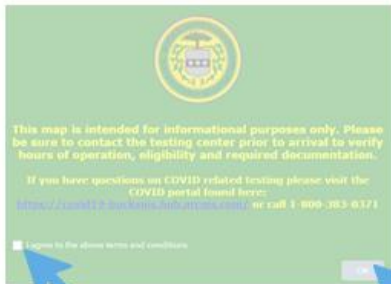 This map is intended for informational purposes only. Please
be sure to contact the testing center prior to arrival to verify
hours of operation, eligibility and required documentation.
If you have questions on COVID related testing please visit the
COVID portal found here:
or call 1-800-383-0371
I agree to the above terms and conditions
OK